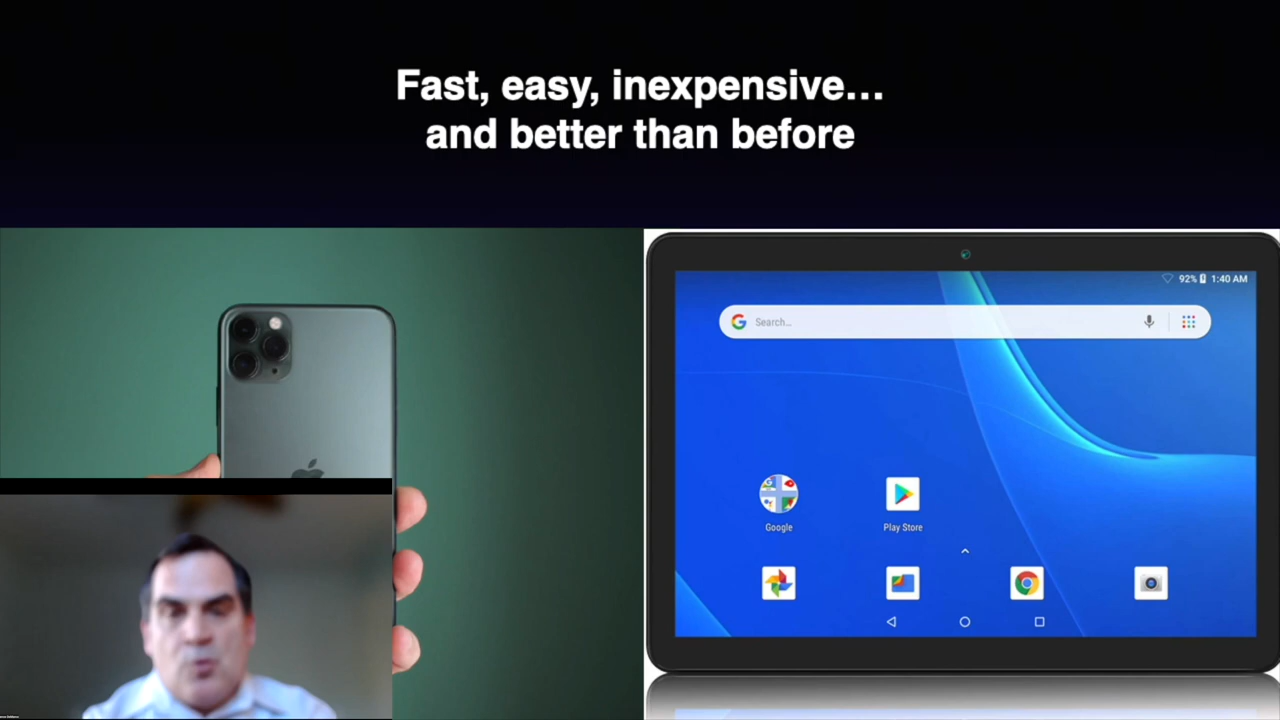 Fast, easy, inexpensive…
and better than before
92% 1:40 AM
Search...
Google
Play Store